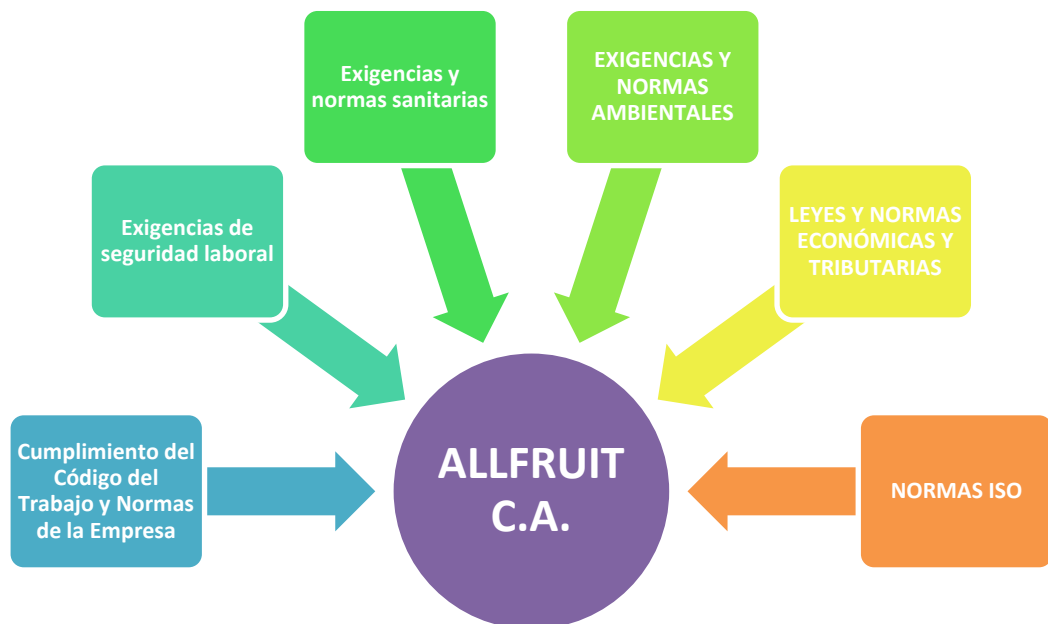 Exigencias y
normas sanitarias
EXIGENCIAS Y
NORMAS
AMBIENTALES
Exigencias de
seguridad laboral
LEYES Y NORMAS
ECONÓMICAS Y
TRIBUTARIAS
Cumplimiento del
Código del
Trabajo y Normas
de la Empresa
ALLFRUIT
C.A.
NORMAS ISO